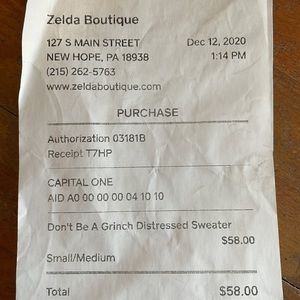 Zelda Boutique
127 S MAIN STREET Dec 12, 2020
NEW HOPE, PA 18938 1:14 PM
(215) 262-5763
www.zeldaboutique.com
PURCHASE
Authorization 03181B
Receipt T7HP
CAPITAL ONE
AID A0 00 00 00 04 10 10
Don't Be A Grinch Distressed Sweater
$58.00
Small/Medium
Total $58.00